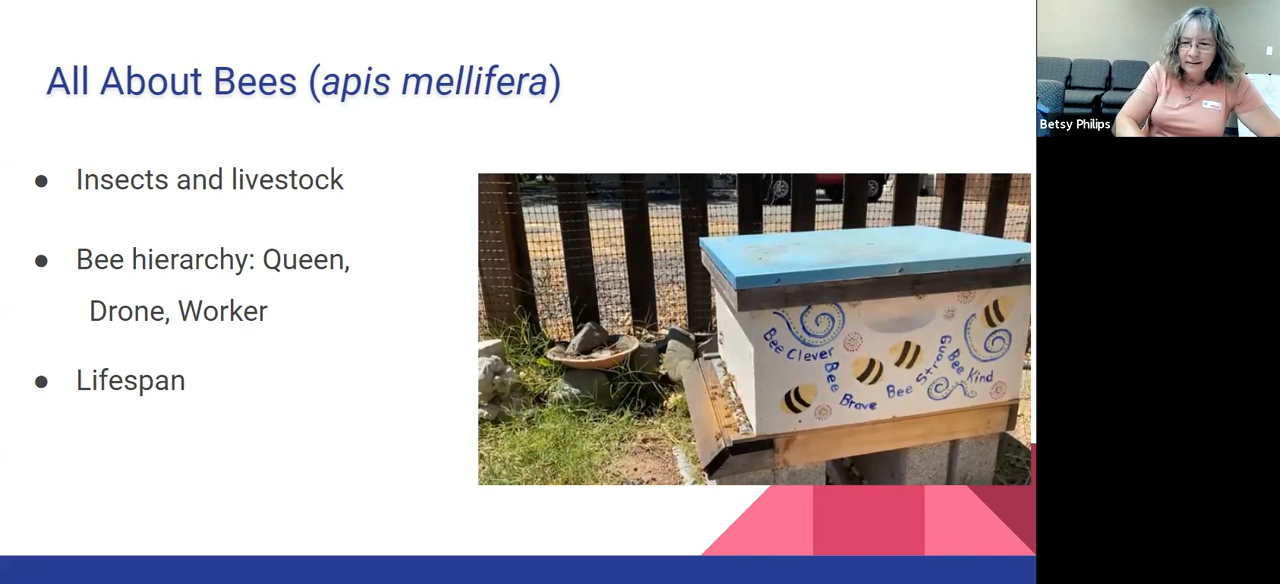 All About Bees (apis mellifera)
Insects and livestock
Bee hierarchy: Queen,
Drone, Worker
Lifespan
Bee Clever
Bee Brave
Bee Strong
Bee Kind
Betsy Philips